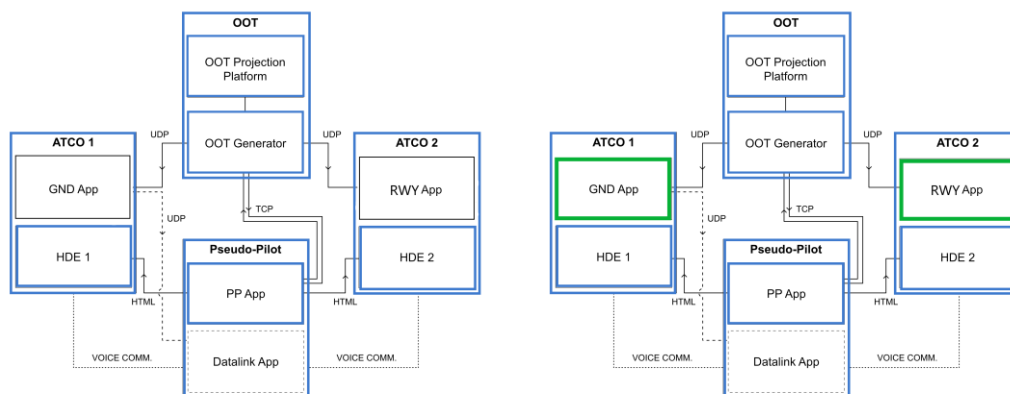 OOT
OOT Projection
Platform
OOT Generator
UDP
UDP
ATCO 1
GND App
HDE 1
ATCO 2
RWY App
HDE 2
UDP
TCP
Pseudo-Pilot
PP App
HTML
HTML
Datalink App
VOICE COMM.
VOICE COMM.
OOT
OOT Projection
Platform
OOT Generator
UDP
UDP
ATCO 1
GND App
HDE 1
ATCO 2
RWY App
HDE 2
UDP
TCP
Pseudo-Pilot
PP App
HTML
HTML
Datalink App
VOICE COMM.
VOICE COMM.